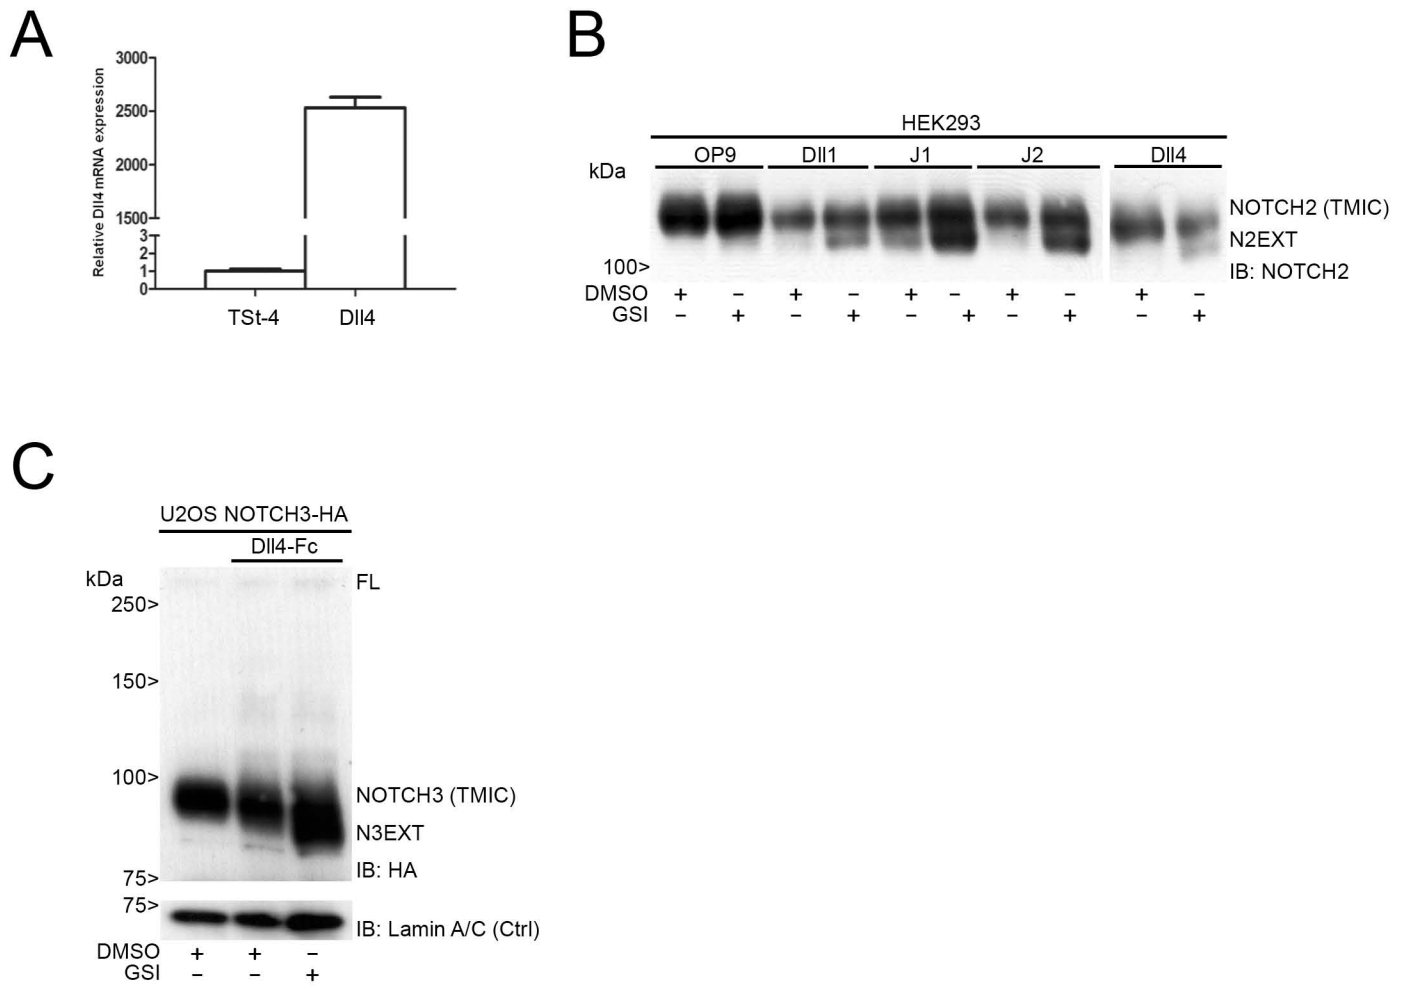 A
Relative Dll4 mRNA expression
3000
2500
2000
1500
3
2
1
0
TSt-4 Dll4
B
HEK293
OP9 Dll1 J1 J2 Dll4
kDa
NOTCH2 (TMIC)
N2EXT
100>
IB: NOTCH2
DMSO + – + – + – + – + –
GSI – + – + – + – + – +
C
U2OS NOTCH3-HA
Dll4-Fc
kDa
FL
250>
150>
100>
NOTCH3 (TMIC)
N3EXT
IB: HA
75>
75>
IB: Lamin A/C (Ctrl)
DMSO + + –
GSI – – +